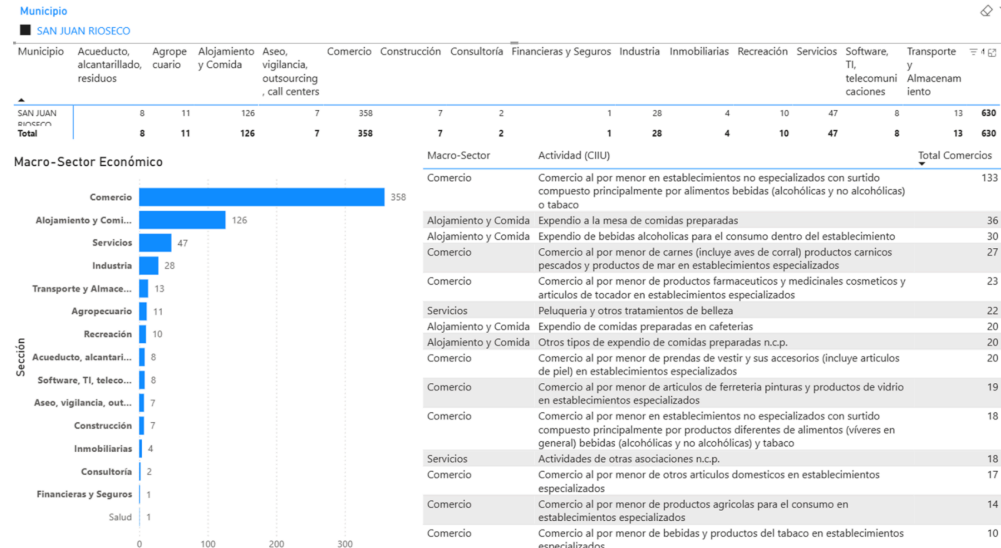 Municipio
SAN JUAN RIOSECO
Municipio Acueducto, alcantarillado, residuos Agrope cuario Alojamiento y Comida Aseo, vigilancia, outsourcing , call centers Comercio Construcción Consultoría Financieras y Seguros Industria Inmobiliarias Recreación Servicios Software, TI, telecomuni caciones Transporte y Almacenam iento
SAN JUAN RIOSECO 8 11 126 7 358 7 2 1 28 4 10 47 8 13 630
Total 8 11 126 7 358 7 2 1 28 4 10 47 8 13 630
Macro-Sector Económico
Sección
Comercio 358
Alojamiento y Comi... 126
Servicios 47
Industria 28
Transporte y Almace... 13
Agropecuario 11
Recreación 10
Acueducto, alcantari... 8
Software, TI, teleco... 8
Aseo, vigilancia, out... 7
Construcción 7
Inmobiliarias 4
Consultoría 2
Financieras y Seguros 1
Salud 1
0 100 200 300
Macro-Sector Actividad (CIIU) Total Comercios
Comercio Comercio al por menor en establecimientos no especializados con surtido 133
compuesto principalmente por alimentos bebidas (alcohólicas y no alcohólicas)
o tabaco
Alojamiento y Comida Expendio a la mesa de comidas preparadas 36
Alojamiento y Comida Expendio de bebidas alcoholicas para el consumo dentro del establecimiento 30
Comercio Comercio al por menor de carnes (incluye aves de corral) productos carnicos 27
pescados y productos de mar en establecimientos especializados
Comercio Comercio al por menor de productos farmaceuticos y medicinales cosmeticos y 23
articulos de tocador en establecimientos especializados
Servicios Peluqueria y otros tratamientos de belleza 22
Alojamiento y Comida Expendio de comidas preparadas en cafeterias 20
Alojamiento y Comida Otros tipos de expendio de comidas preparadas n.c.p. 20
Comercio Comercio al por menor de prendas de vestir y sus accesorios (incluye articulos 20
de piel) en establecimientos especializados
Comercio Comercio al por menor de articulos de ferreteria pinturas y productos de vidrio 19
en establecimientos especializados
Comercio Comercio al por menor en establecimientos no especializados con surtido 18
compuesto principalmente por productos diferentes de alimentos (víveres en
general) bebidas (alcohólicas y no alcohólicas) y tabaco
Servicios Actividades de otras asociaciones n.c.p. 18
Comercio Comercio al por menor de otros articulos domesticos en establecimientos 17
especializados
Comercio Comercio al por menor de productos agricolas para el consumo en 14
establecimientos especializados
Comercio Comercio al por menor de bebidas y productos del tabaco en establecimientos 10
especializados